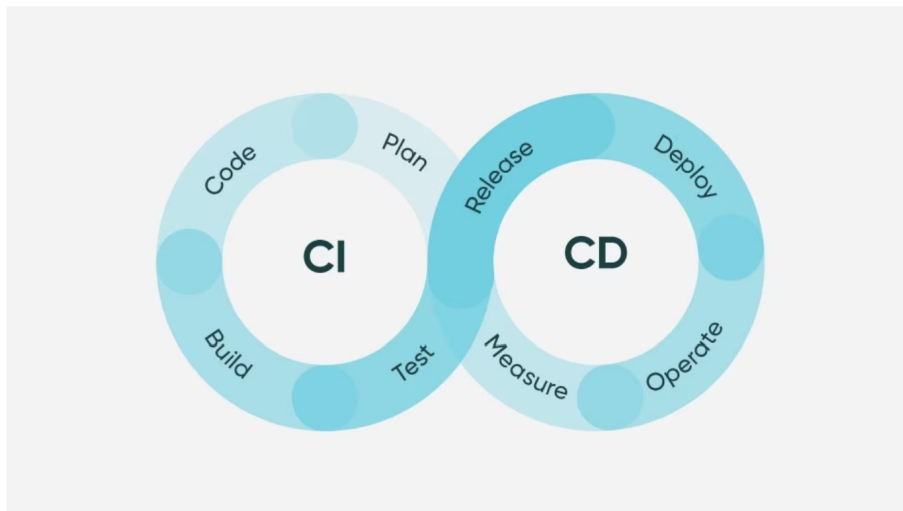 Plan
Code
Build
Test
CI
Release
Deploy
Operate
Measure
CD